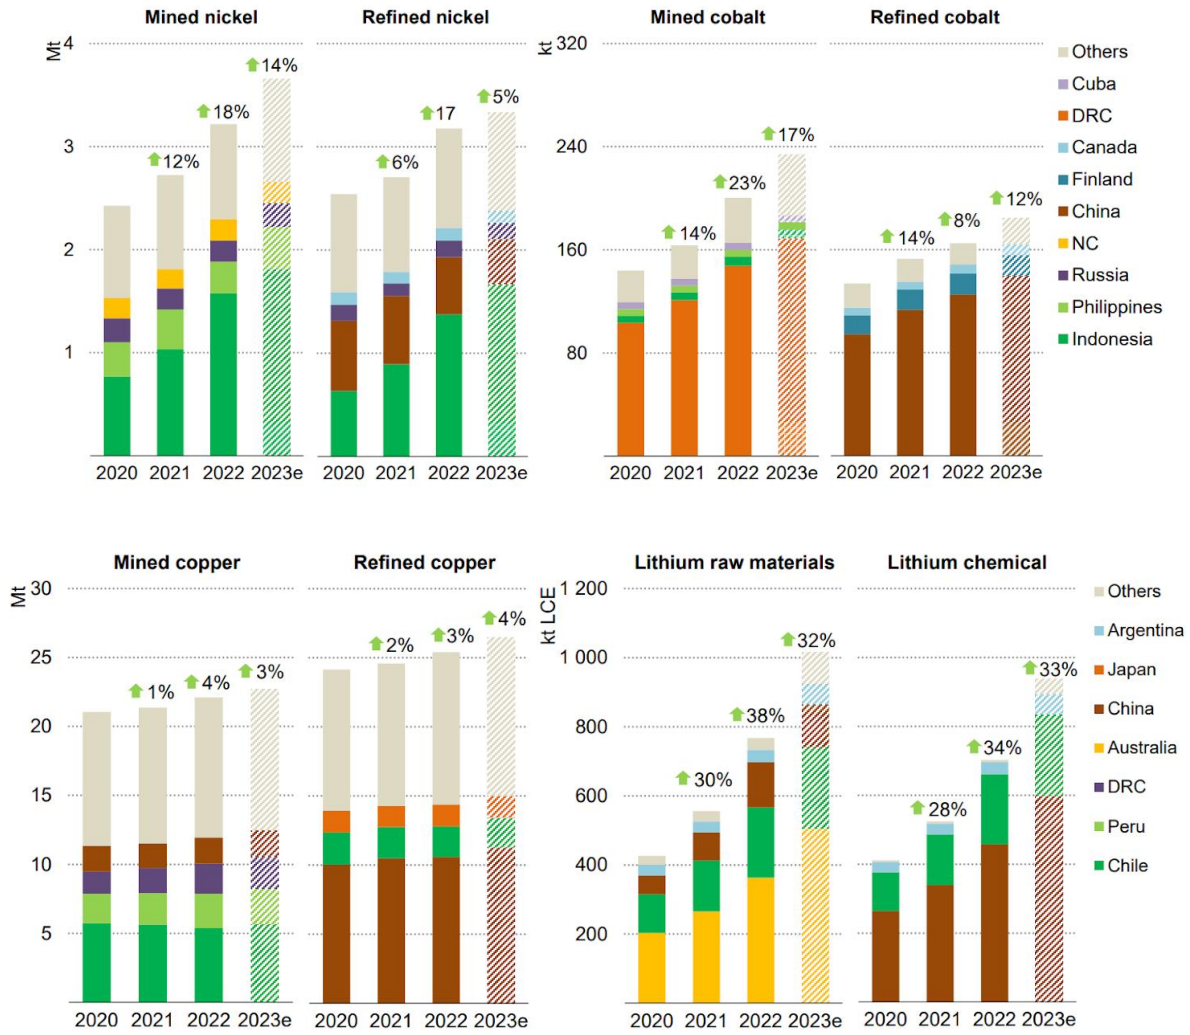 Mined nickel
Refined nickel
Mined cobalt
Refined cobalt
Mt
4
3
2
1
12%
18%
14%
6%
17
5%
2020 2021 2022 2023e
2020 2021 2022 2023e
kt
320
240
160
80
14%
23%
17%
14%
8%
12%
2020 2021 2022 2023e
2020 2021 2022 2023e
Others
Cuba
DRC
Canada
Finland
China
NC
Russia
Philippines
Indonesia
Mined copper
Refined copper
Lithium raw materials
Lithium chemical
Mt
30
25
20
15
10
5
1%
4%
3%
2%
3%
4%
2020 2021 2022 2023e
2020 2021 2022 2023e
kt LCE
1 200
1 000
800
600
400
200
30%
38%
32%
28%
34%
33%
2020 2021 2022 2023e
2020 2021 2022 2023e
Others
Argentina
Japan
China
Australia
DRC
Peru
Chile